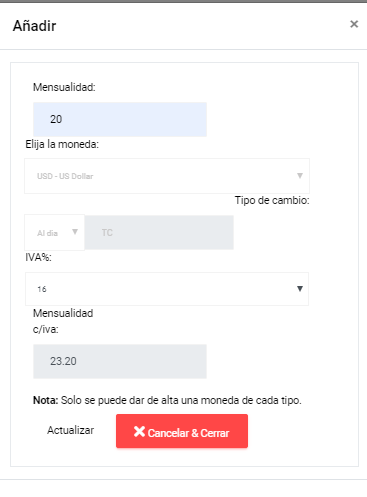 Añadir ×
Mensualidad:
20
Elija la moneda:
USD - US Dollar
Tipo de cambio:
Al dia TC
IVA%:
16
Mensualidad
c/iva:
23.20
Nota: Solo se puede dar de alta una moneda de cada tipo.
Actualizar Cancelar & Cerrar